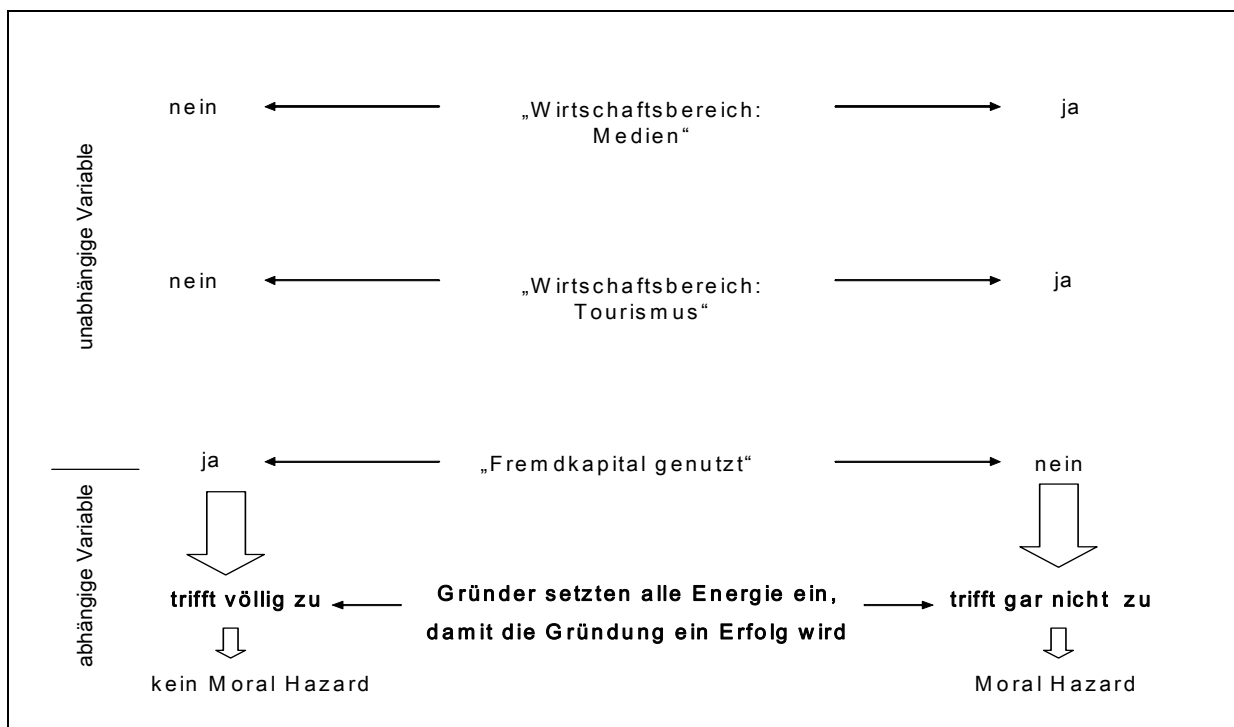 nein
„Wirtschaftsbereich:
Medien“
ja
unabhängige Variable
nein
„Wirtschaftsbereich:
Tourismus“
ja
ja
„Fremdkapital genutzt“
nein
abhängige Variable
trifft völlig zu
Gründer setzten alle Energie ein,
damit die Gründung ein Erfolg wird
trifft gar nicht zu
kein Moral Hazard
Moral Hazard